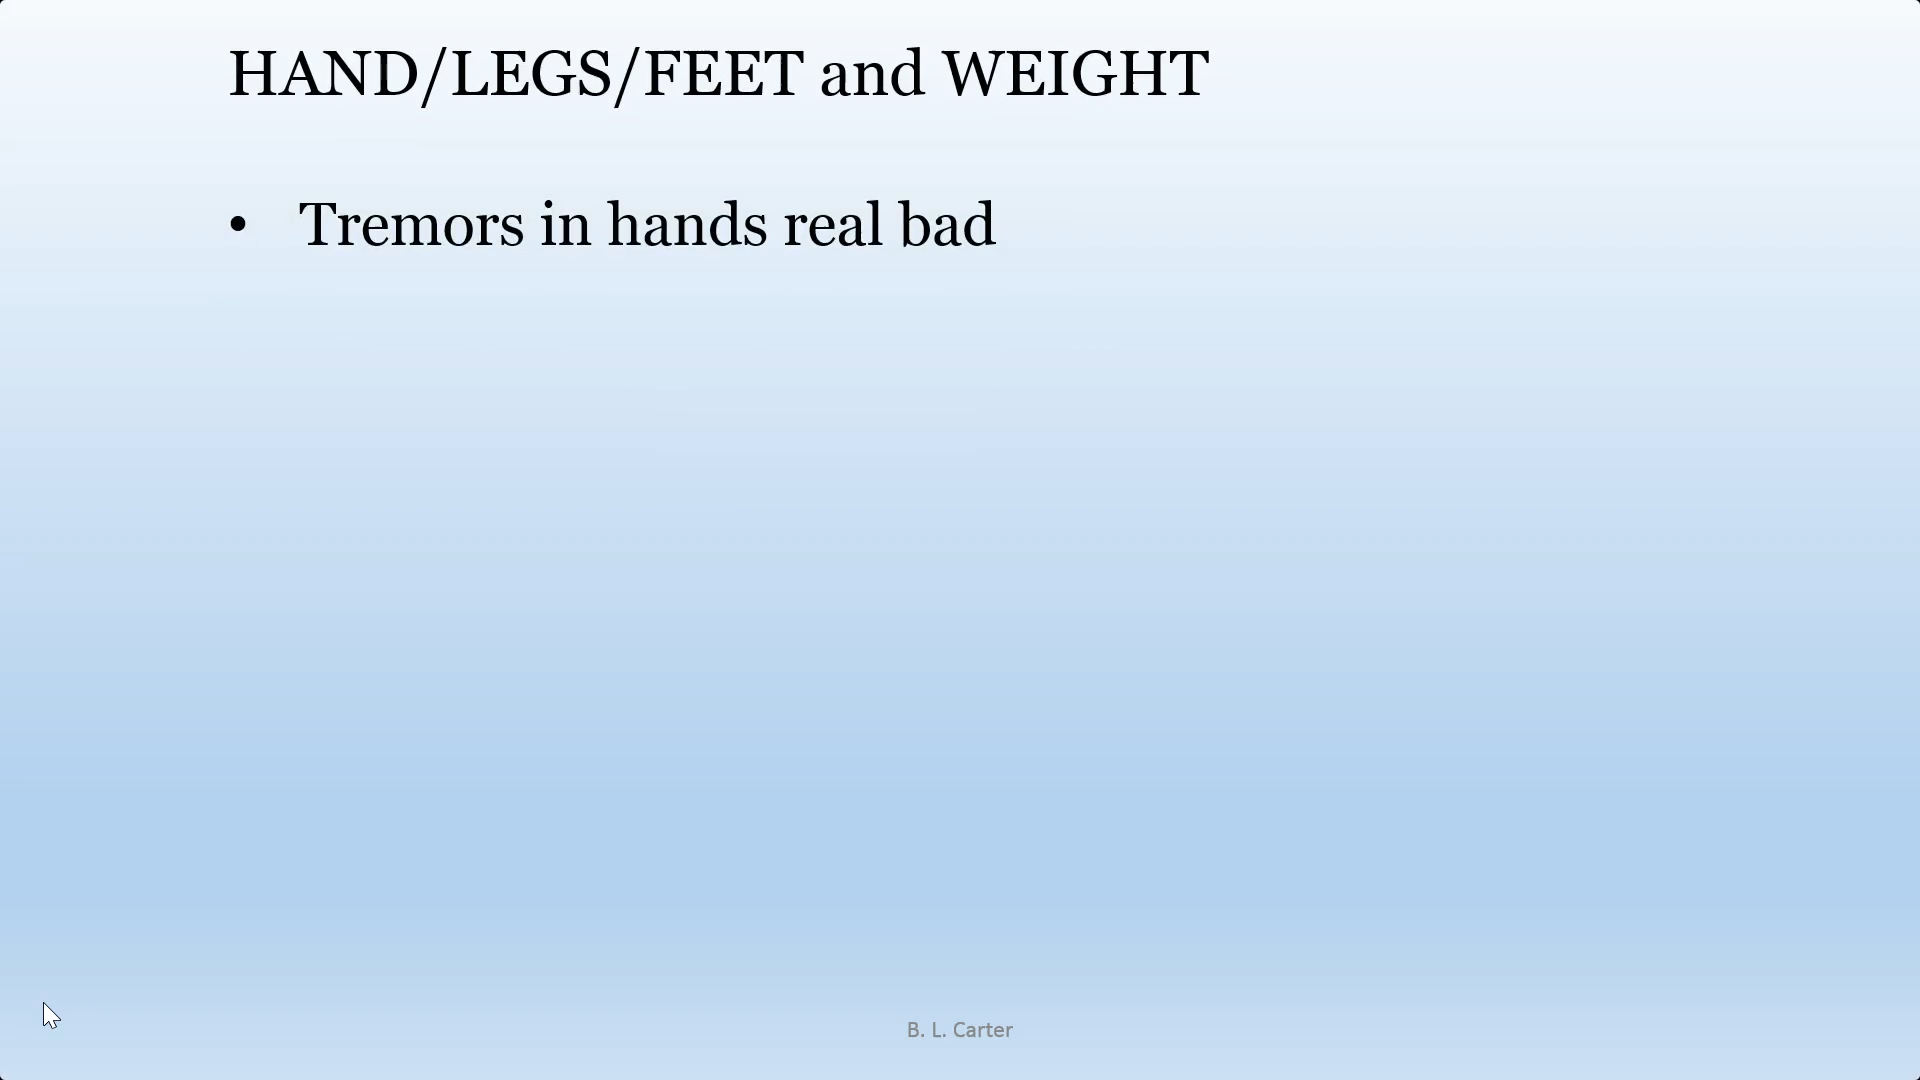 HAND/LEGS/FEET and WEIGHT
• Tremors in hands real bad
B. L. Carter